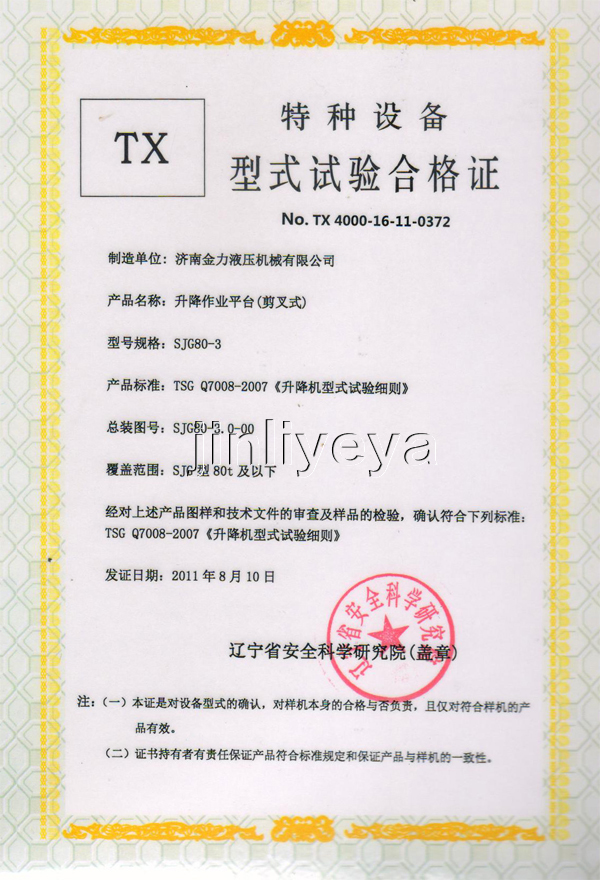 TX
特种设备
型式试验合格证
No. TX 4000-16-11-0372
制造单位：济南金力液压机械有限公司
产品名称：升降作业平台(剪叉式)
型号规格：SJG80-3
产品标准：TSG Q7008-2007《升降机型式试验细则》
总装图号：SJG80-3.0-00
jinliyeya
覆盖范围：SJG型 80t 及以下
经对上述产品图样和技术文件的审查及样品的检验，确认符合下列标准：
TSG Q7008-2007《升降机型式试验细则》
发证日期：2011 年 8 月 10 日
辽宁省安全科学研究院
辽宁省安全科学研究院(盖章)
注：（一）本证是对设备型式的确认，对样机本身的合格与否负责，且仅对符合样机的产
品有效。
（二）证书持有者有责任保证产品符合标准规定和保证产品与样机的一致性。